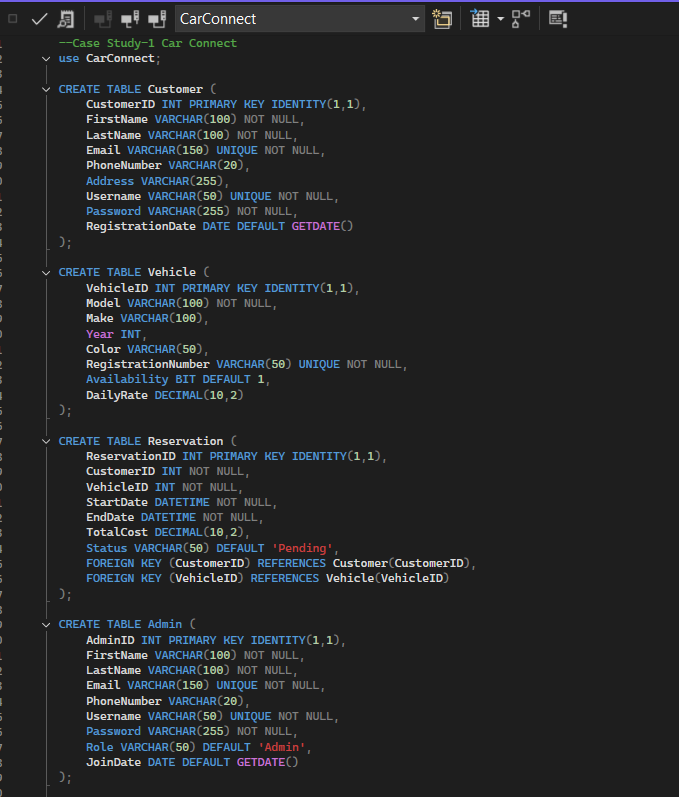 CarConnect
--Case Study-1 Car Connect
use CarConnect;
CREATE TABLE Customer (
CustomerID INT PRIMARY KEY IDENTITY(1,1),
FirstName VARCHAR(100) NOT NULL,
LastName VARCHAR(100) NOT NULL,
Email VARCHAR(150) UNIQUE NOT NULL,
PhoneNumber VARCHAR(20),
Address VARCHAR(255),
Username VARCHAR(50) UNIQUE NOT NULL,
Password VARCHAR(255) NOT NULL,
RegistrationDate DATE DEFAULT GETDATE()
);
CREATE TABLE Vehicle (
VehicleID INT PRIMARY KEY IDENTITY(1,1),
Model VARCHAR(100) NOT NULL,
Make VARCHAR(100),
Year INT,
Color VARCHAR(50),
RegistrationNumber VARCHAR(50) UNIQUE NOT NULL,
Availability BIT DEFAULT 1,
DailyRate DECIMAL(10,2)
);
CREATE TABLE Reservation (
ReservationID INT PRIMARY KEY IDENTITY(1,1),
CustomerID INT NOT NULL,
VehicleID INT NOT NULL,
StartDate DATETIME NOT NULL,
EndDate DATETIME NOT NULL,
TotalCost DECIMAL(10,2),
Status VARCHAR(50) DEFAULT 'Pending',
FOREIGN KEY (CustomerID) REFERENCES Customer(CustomerID),
FOREIGN KEY (VehicleID) REFERENCES Vehicle(VehicleID)
);
CREATE TABLE Admin (
AdminID INT PRIMARY KEY IDENTITY(1,1),
FirstName VARCHAR(100) NOT NULL,
LastName VARCHAR(100) NOT NULL,
Email VARCHAR(150) UNIQUE NOT NULL,
PhoneNumber VARCHAR(20),
Username VARCHAR(50) UNIQUE NOT NULL,
Password VARCHAR(255) NOT NULL,
Role VARCHAR(50) DEFAULT 'Admin',
JoinDate DATE DEFAULT GETDATE()
);